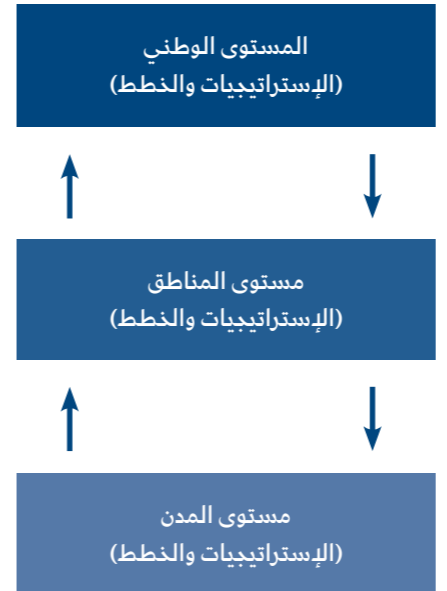 المستوى الوطني
(الإستراتيجيات والخطط)
مستوى المناطق
(الإستراتيجيات والخطط)
مستوى المدن
(الإستراتيجيات والخطط)